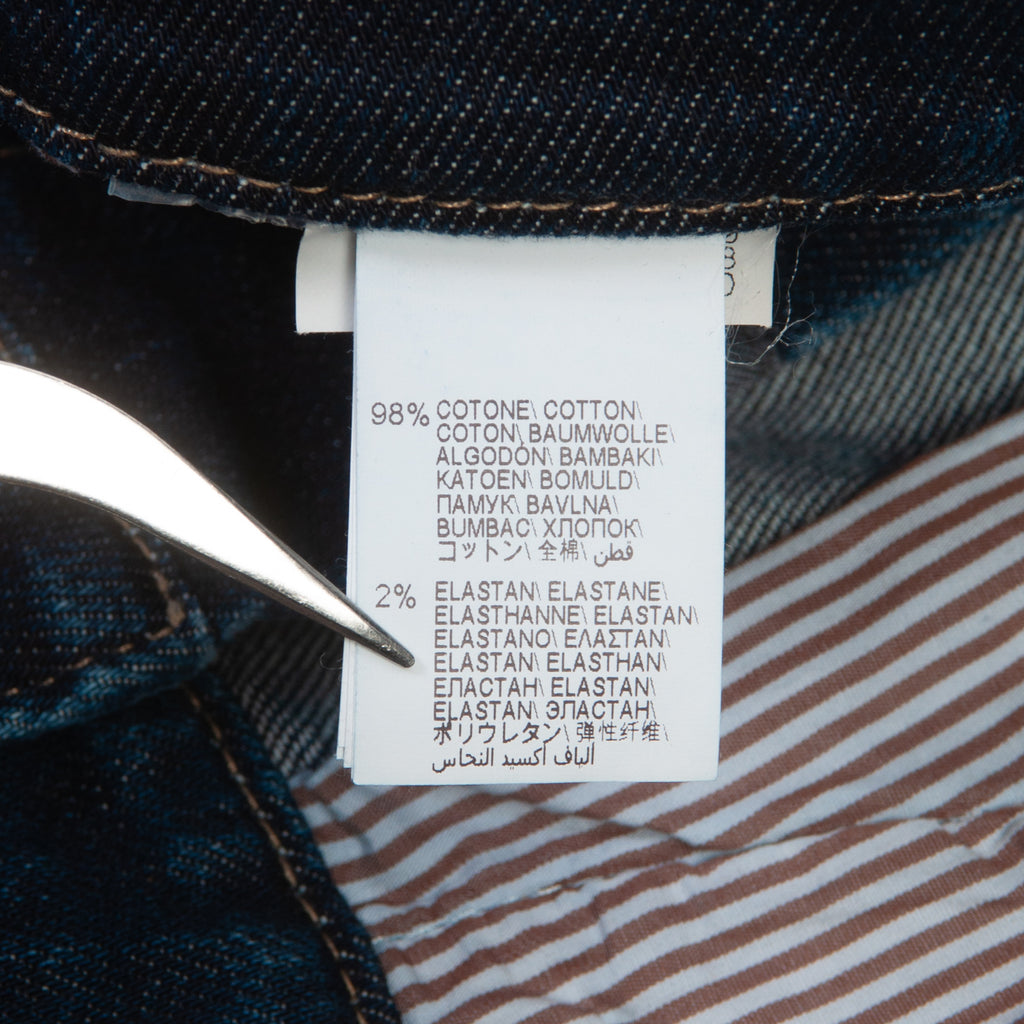 98% COTONE\ COTTON\
COTON\ BAUMWOLLE\
ALGODÓN\ BAMBAKI\
KATOEN\ BOMULD\
ПАМУК\ BAVLNA\
BUMBAC\ ХЛОПОК\
コットン\ 全棉\ قطن
2% ELASTAN\ ELASTANE\
ELASTHANNE\ ELASTAN\
ELASTANO\ ΕΛΑΣΤΑΝ\
ELASTAN\ ELASTHAN\
ЕЛАСТАН\ ELASTAN\
ELASTAN\ ЭЛАСТАН\
ポリウレタン\ 弹性纤维\
الياف اكسيد النحاس